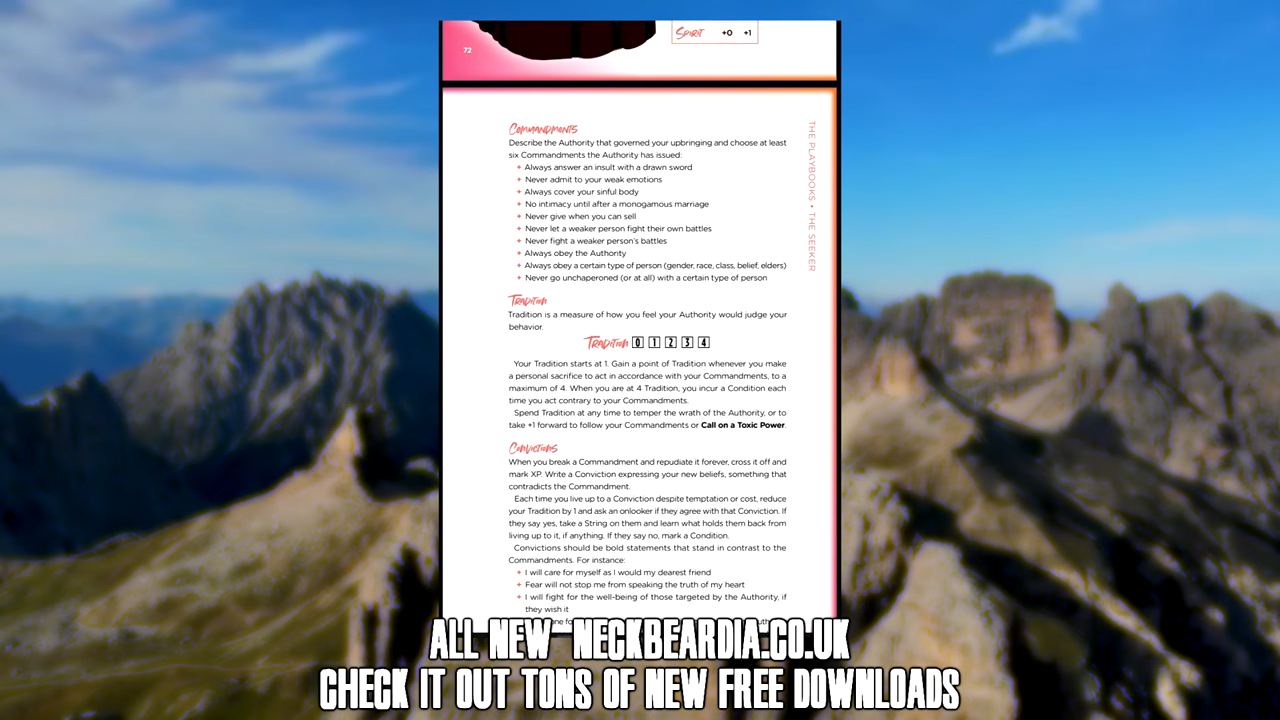 Spirit +0 +1
72
Commandments
Describe the Authority that governed your upbringing and choose at least
six Commandments the Authority has issued:
+ Always answer an insult with a drawn sword
+ Never admit to your weak emotions
+ Always cover your sinful body
+ No intimacy until after a monogamous marriage
+ Never give when you can sell
+ Never let a weaker person fight their own battles
+ Never fight a weaker person's battles
+ Always obey the Authority
+ Always obey a certain type of person (gender, race, class, belief, elders)
+ Never go unchaperoned (or at all) with a certain type of person
THE PLAYBOOKS • THE SEEKER
Tradition
Tradition is a measure of how you feel your Authority would judge your
behavior.
Tradition 0 1 2 3 4
Your Tradition starts at 1. Gain a point of Tradition whenever you make
a personal sacrifice to act in accordance with your Commandments, to a
maximum of 4. When you are at 4 Tradition, you incur a Condition each
time you act contrary to your Commandments.
Spend Tradition at any time to temper the wrath of the Authority, or to
take +1 forward to follow your Commandments or Call on a Toxic Power.
Convictions
When you break a Commandment and repudiate it forever, cross it off and
mark XP. Write a Conviction expressing your new beliefs, something that
contradicts the Commandment.
Each time you live up to a Conviction despite temptation or cost, reduce
your Tradition by 1 and ask an onlooker if they agree with that Conviction. If
they say yes, take a String on them and learn what holds them back from
living up to it, if anything. If they say no, mark a Condition.
Convictions should be bold statements that stand in contrast to the
Commandments. For instance:
+ I will care for myself as I would my dearest friend
+ Fear will not stop me from speaking the truth of my heart
+ I will fight for the well-being of those targeted by the Authority, if
they wish it
ALL NEW NECKBEARDIA.CO.UK
CHECK IT OUT TONS OF NEW FREE DOWNLOADS